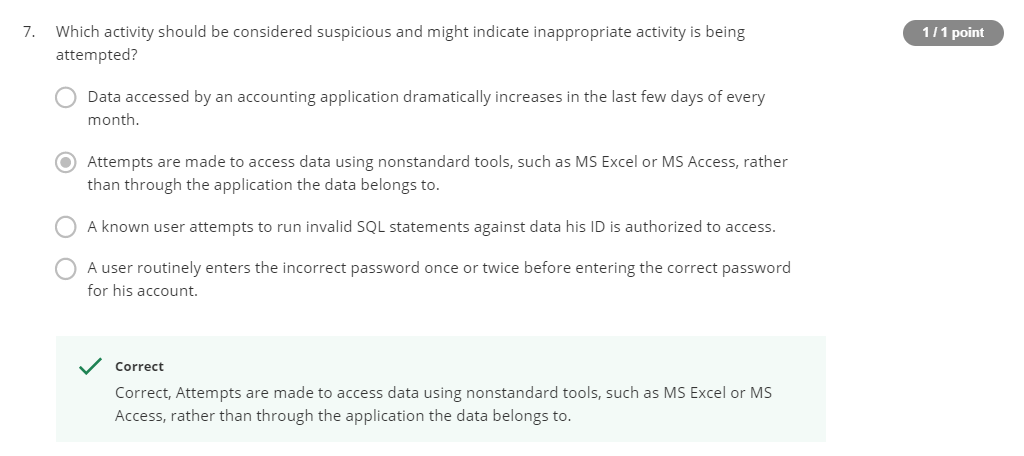 7. Which activity should be considered suspicious and might indicate inappropriate activity is being
attempted?
1 / 1 point
Data accessed by an accounting application dramatically increases in the last few days of every
month.
Attempts are made to access data using nonstandard tools, such as MS Excel or MS Access, rather
than through the application the data belongs to.
A known user attempts to run invalid SQL statements against data his ID is authorized to access.
A user routinely enters the incorrect password once or twice before entering the correct password
for his account.
Correct
Correct, Attempts are made to access data using nonstandard tools, such as MS Excel or MS
Access, rather than through the application the data belongs to.